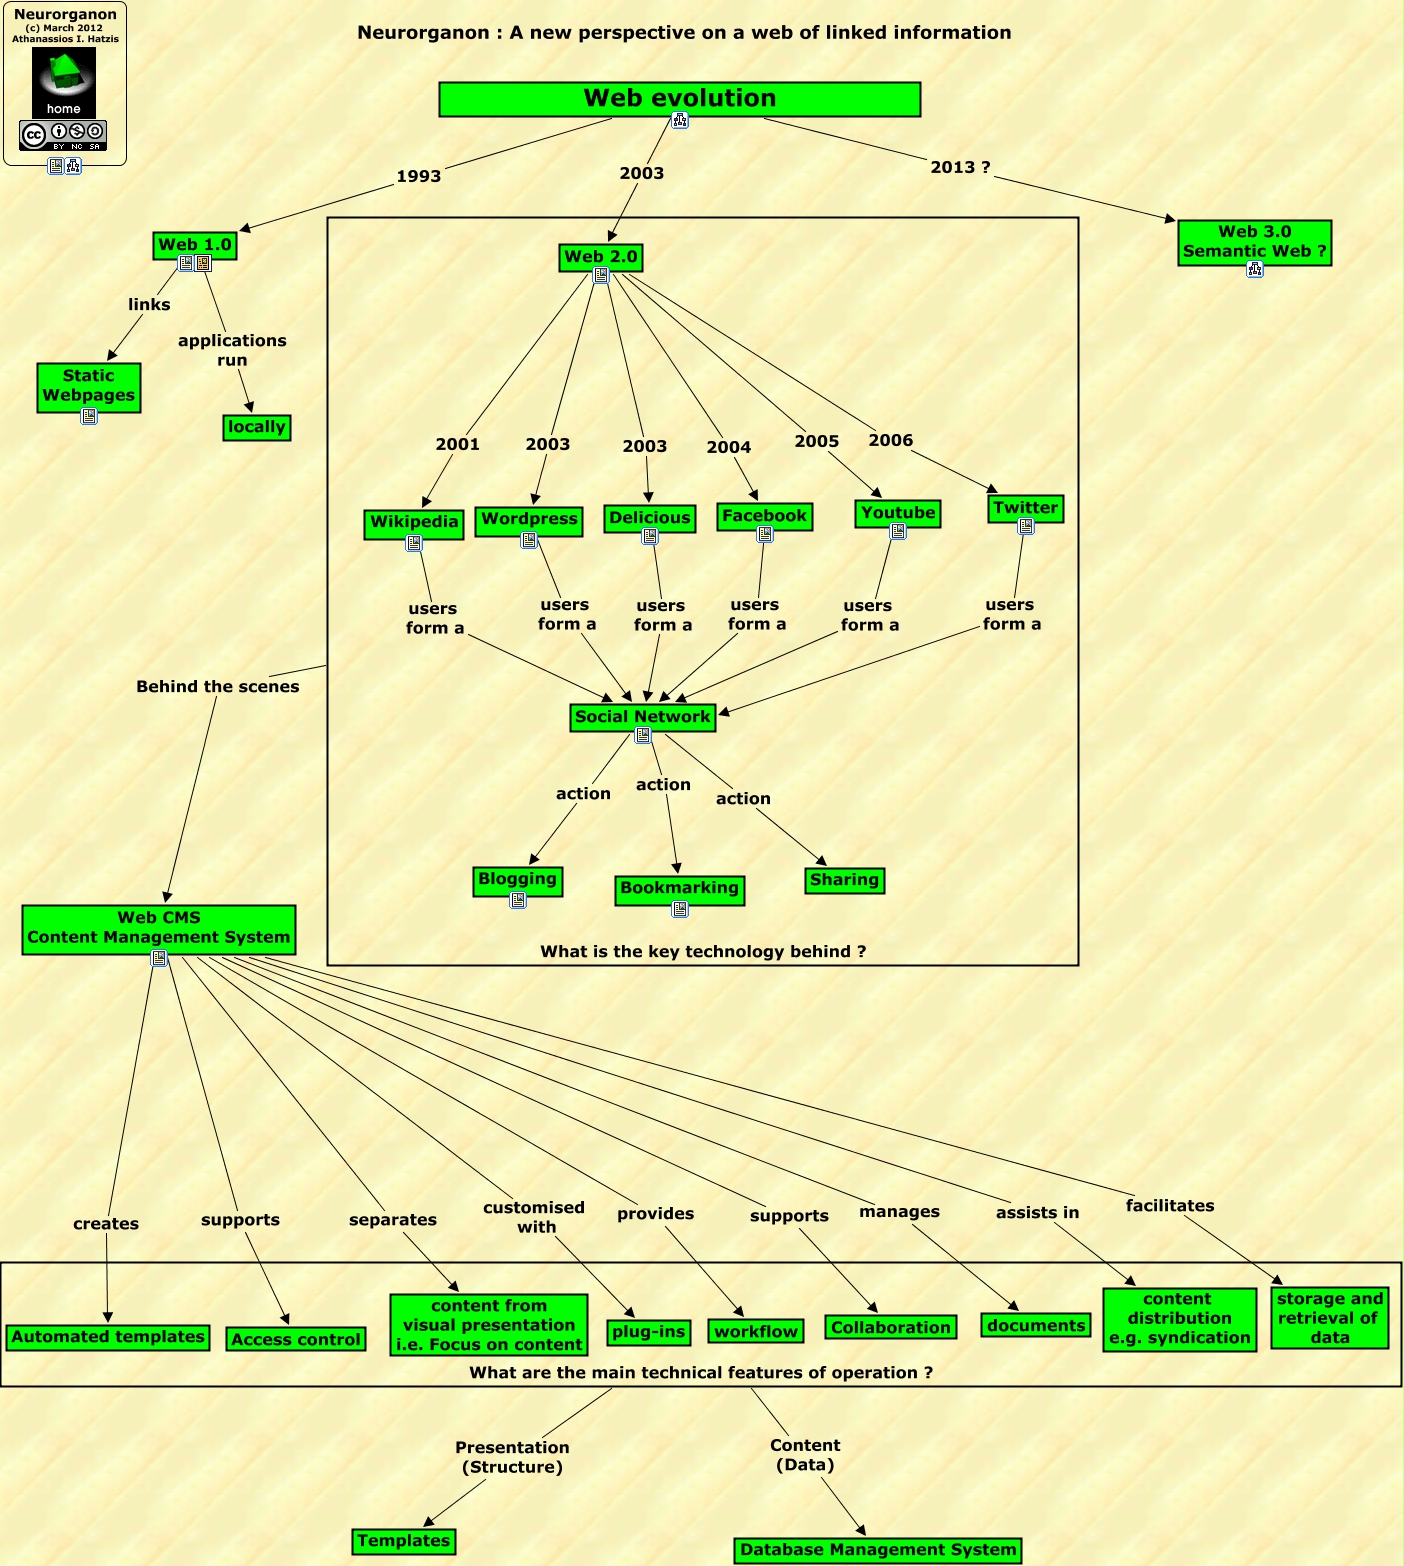 Neurorganon
(c) March 2012
Athanassios I. Hatzis
home
cc
BY NC SA
Neurorganon : A new perspective on a web of linked information
Web evolution
1993
2003
2013 ?
Web 1.0
Web 2.0
Web 3.0
Semantic Web ?
links
applications
run
Static
Webpages
locally
2001
2003
2003
2004
2005
2006
Wikipedia
Wordpress
Delicious
Facebook
Youtube
Twitter
users
form a
users
form a
users
form a
users
form a
users
form a
users
form a
Behind the scenes
Social Network
action
action
action
Blogging
Bookmarking
Sharing
What is the key technology behind ?
Web CMS
Content Management System
creates
supports
separates
customised
with
provides
supports
manages
assists in
facilitates
Automated templates
Access control
content from
visual presentation
i.e. Focus on content
plug-ins
workflow
Collaboration
documents
content
distribution
e.g. syndication
storage and
retrieval of
data
What are the main technical features of operation ?
Presentation
(Structure)
Content
(Data)
Templates
Database Management System